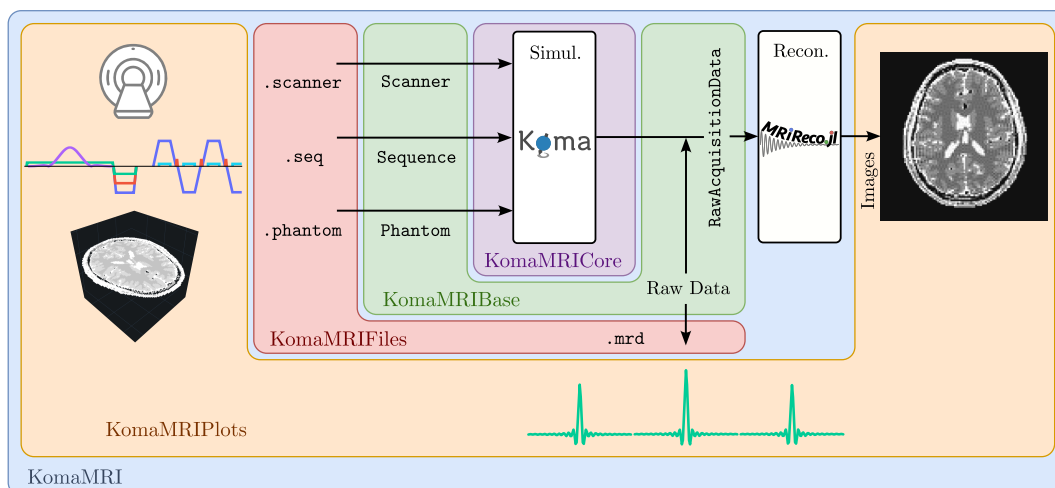 Simul.
Recon.
.scanner
Scanner
RawAcquisitionData
Koma
MRiReco.jl
.seq
Sequence
Images
.phantom
Phantom
KomaMRICore
Raw Data
KomaMRIBase
KomaMRIFiles
.mrd
KomaMRIPlots
KomaMRI